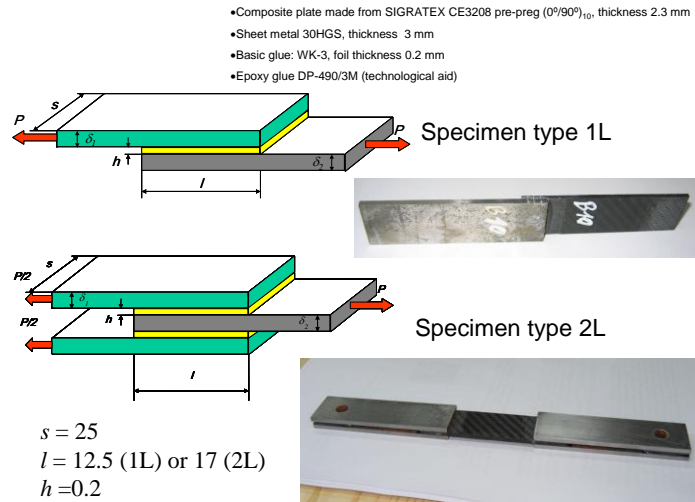 •Composite plate made from SIGRATEX CE3208 pre-preg (0º/90º)₁₀, thickness 2.3 mm
•Sheet metal 30HGS, thickness 3 mm
•Basic glue: WK-3, foil thickness 0.2 mm
•Epoxy glue DP-490/3M (technological aid)
s
P
δ₁
h
δ₂
P
l
Specimen type 1L
B10
B10
s
P/2
δ₁
P/2
h
δ₂
P
l
Specimen type 2L
s = 25
l = 12.5 (1L) or 17 (2L)
h =0.2